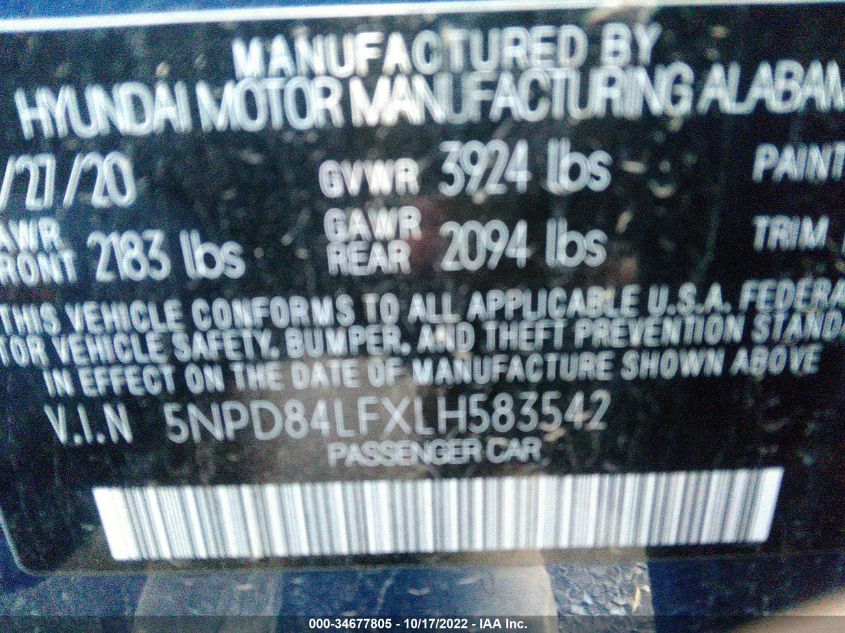 MANUFACTURED BY
HYUNDAI MOTOR MANUFACTURING ALABAM
/27/20 GVWR 3924 lbs PAINT
AWR FRONT 2183 lbs GAWR REAR 2094 lbs TRIM
THIS VEHICLE CONFORMS TO ALL APPLICABLE U.S.A. FEDERA
TOR VEHICLE SAFETY, BUMPER, AND THEFT PREVENTION STANDA
IN EFFECT ON THE DATE OF MANUFACTURE SHOWN ABOVE
V.I.N 5NPD84LFXLH583542
PASSENGER CAR
000-34677805 - 10/17/2022 - IAA Inc.